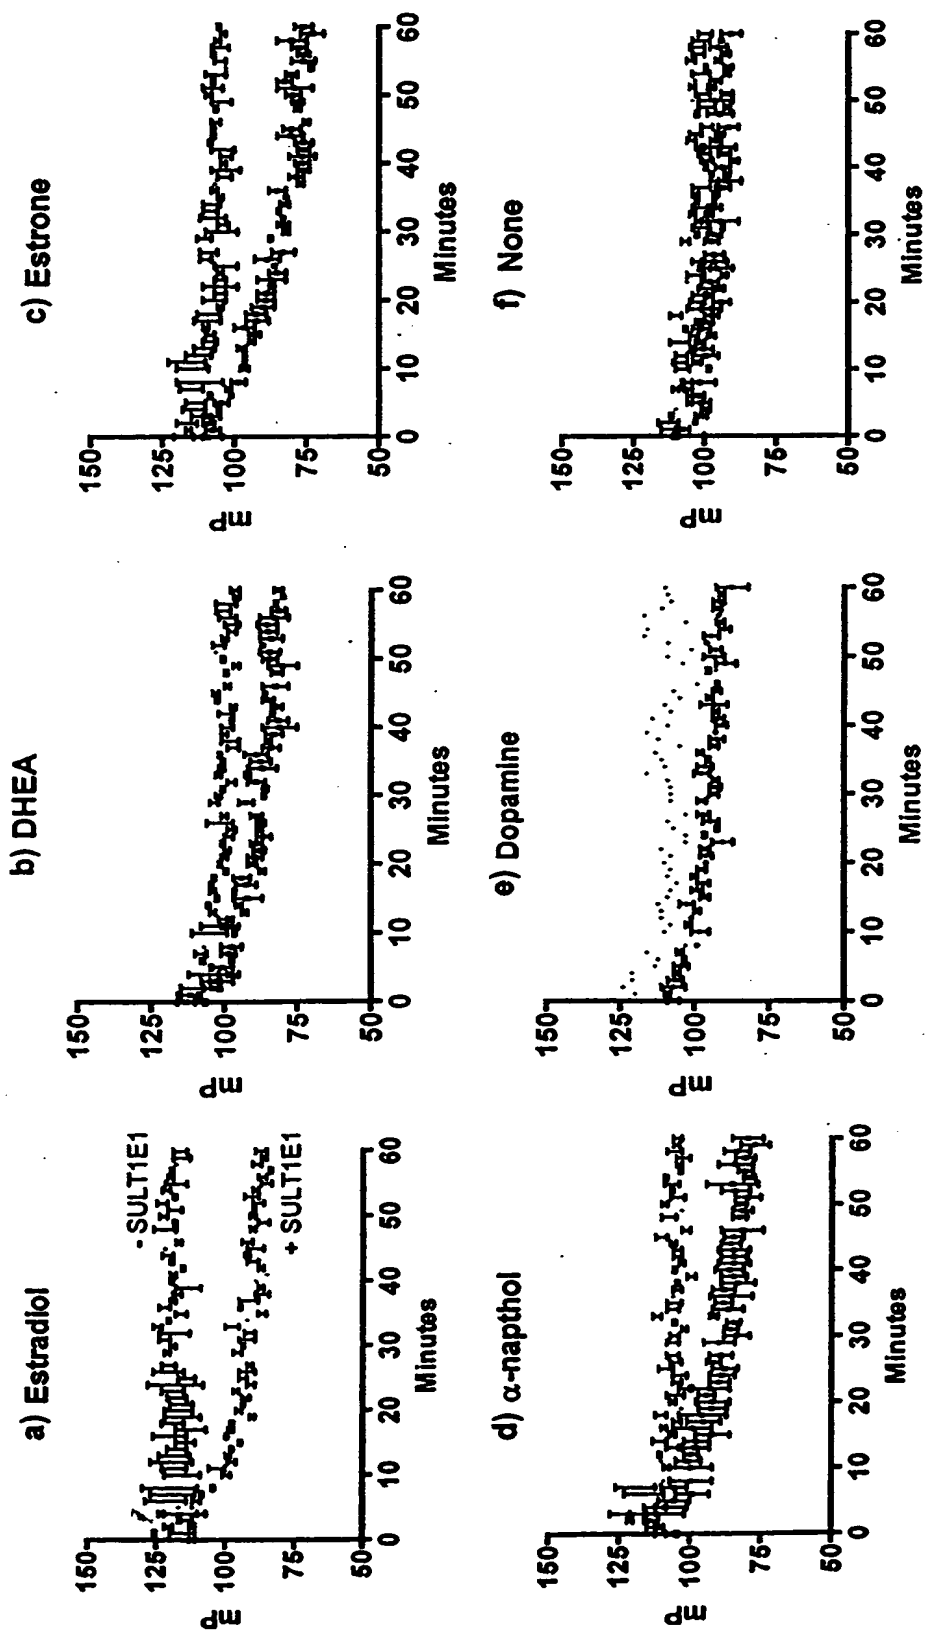 a) Estradiol
150
125
100
75
50
mP
- SULT1E1
+ SULT1E1
0 10 20 30 40 50 60
Minutes
b) DHEA
150
125
100
75
50
mP
0 10 20 30 40 50 60
Minutes
c) Estrone
150
125
100
75
50
mP
0 10 20 30 40 50 60
Minutes
d) α-napthol
150
125
100
75
50
mP
0 10 20 30 40 50 60
Minutes
e) Dopamine
150
125
100
75
50
mP
0 10 20 30 40 50 60
Minutes
f) None
150
125
100
75
50
mP
0 10 20 30 40 50 60
Minutes